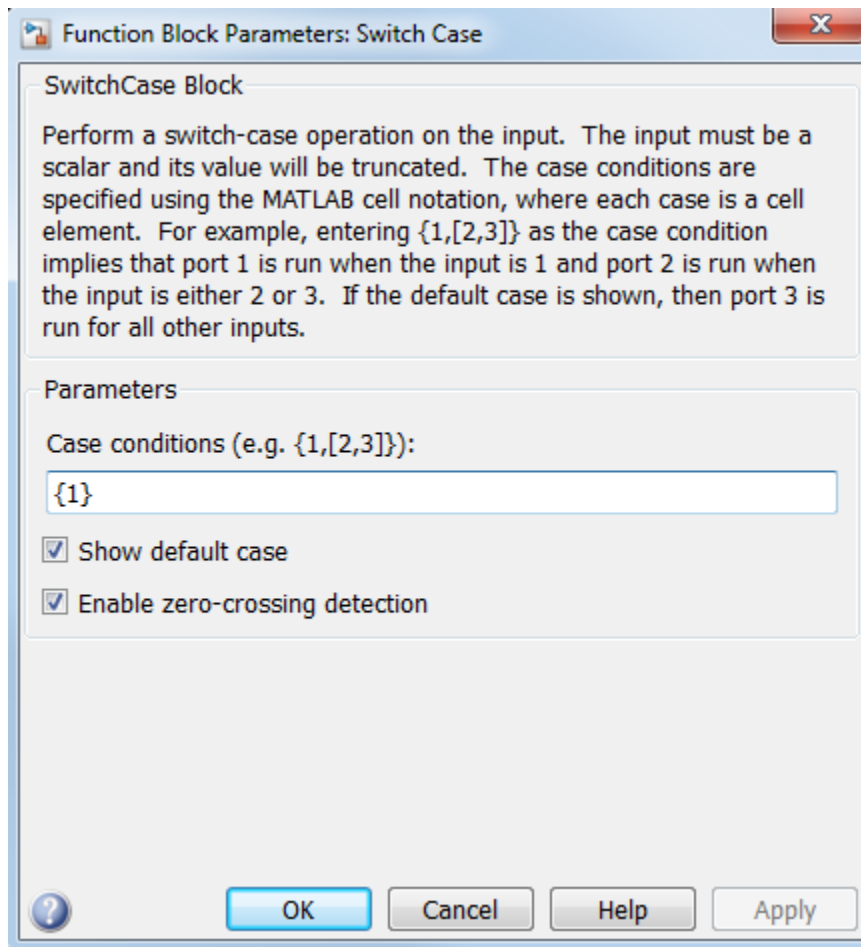 Function Block Parameters: Switch Case
SwitchCase Block
Perform a switch-case operation on the input.  The input must be a
scalar and its value will be truncated.  The case conditions are
specified using the MATLAB cell notation, where each case is a cell
element.  For example, entering {1,[2,3]} as the case condition
implies that port 1 is run when the input is 1 and port 2 is run when
the input is either 2 or 3.  If the default case is shown, then port 3 is
run for all other inputs.
Parameters
Case conditions (e.g. {1,[2,3]}):
{1}
Show default case
Enable zero-crossing detection
OK
Cancel
Help
Apply